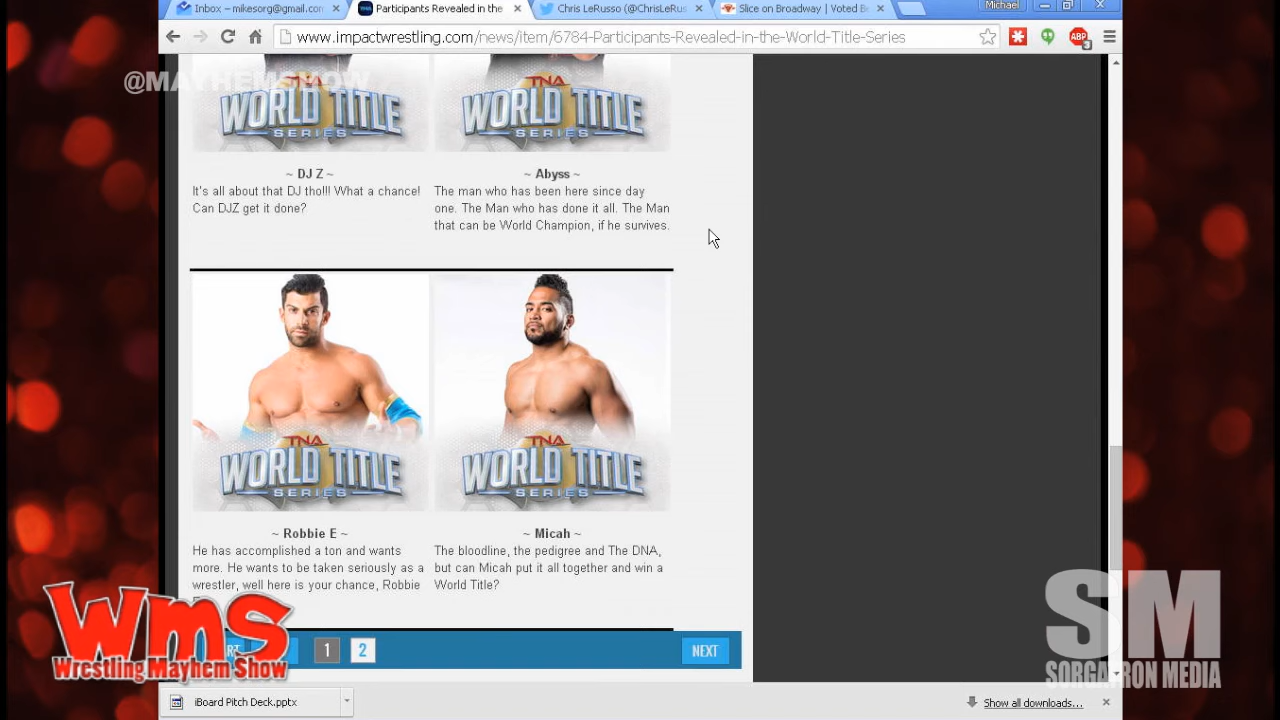 Inbox – mikesorg@gmail.com
Participants Revealed in the
Chris LeRusso (@ChrisLeRus
Slice on Broadway | Voted Be
Michael
www.impactwrestling.com/news/item/6784-Participants-Revealed-in-the-World-Title-Series
ABP
3
@MAYHEMSHOW
TNA
WORLD TITLE
SERIES
TNA
WORLD TITLE
SERIES
~ DJ Z ~
It's all about that DJ tho!!! What a chance!
Can DJZ get it done?
~ Abyss ~
The man who has been here since day
one. The Man who has done it all. The Man
that can be World Champion, if he survives.
TNA
WORLD TITLE
SERIES
TNA
WORLD TITLE
SERIES
~ Robbie E ~
He has accomplished a ton and wants
more. He wants to be taken seriously as a
wrestler, well here is your chance, Robbie
~ Micah ~
The bloodline, the pedigree and The DNA,
but can Micah put it all together and win a
World Title?
1
2
NEXT
WMS
Wrestling Mayhem Show
SM
SORGATRON MEDIA
iBoard Pitch Deck.pptx
Show all downloads...